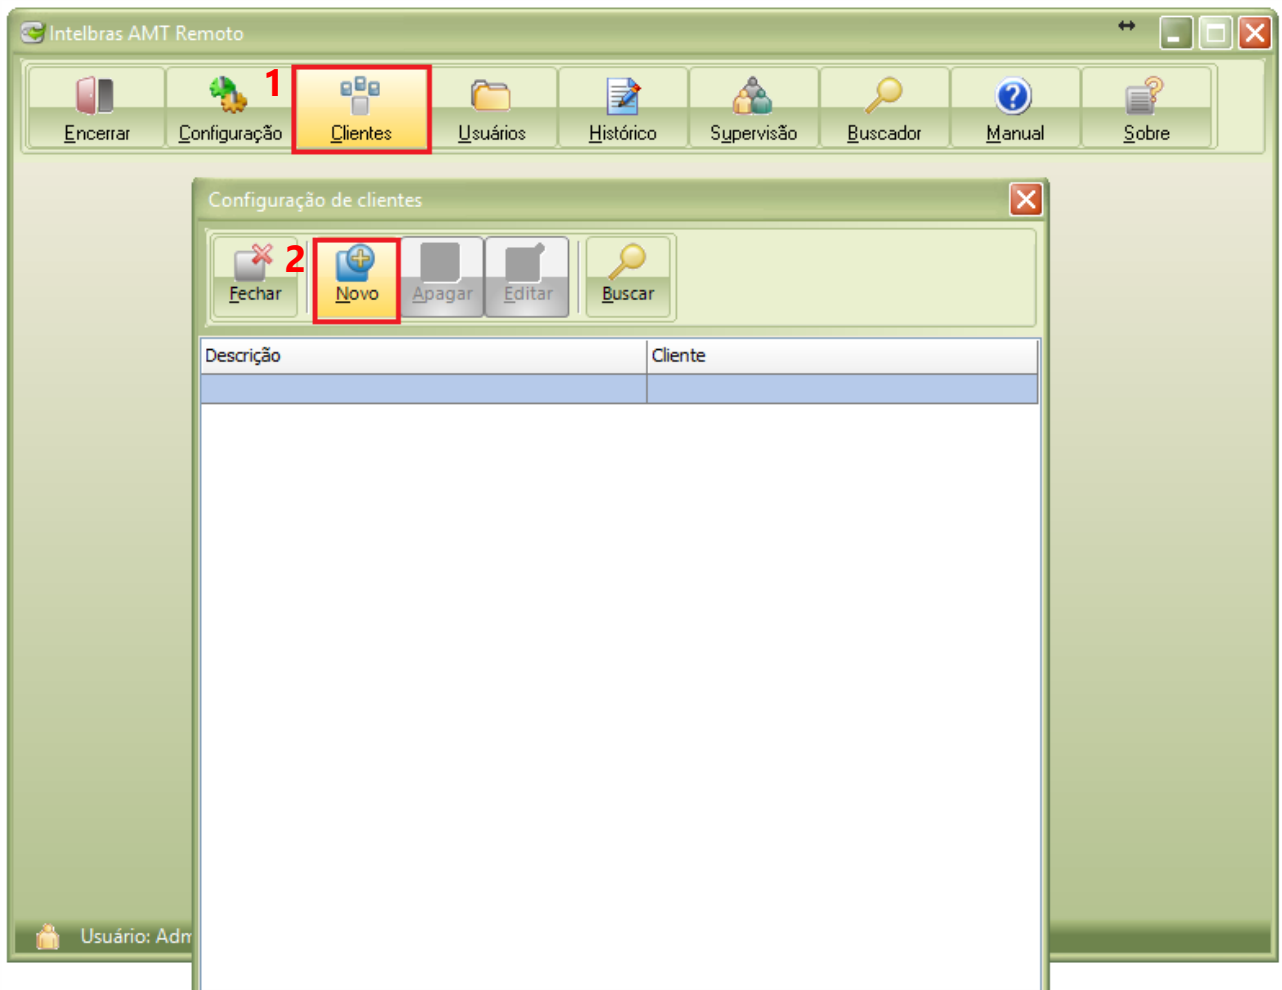 Intelbras AMT Remoto
1
Encerrar Configuração Clientes Usuários Histórico Supervisão Buscador Manual Sobre
Configuração de clientes
2
Fechar Novo Apagar Editar Buscar
Descrição Cliente
Usuário: Adm